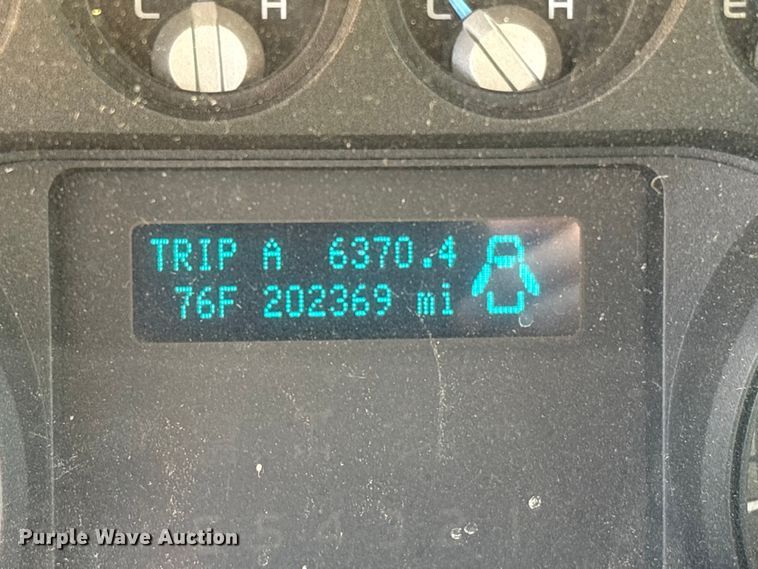 L H L H E
TRIP A 6370.4
76F 202369 mi
Purple Wave Auction